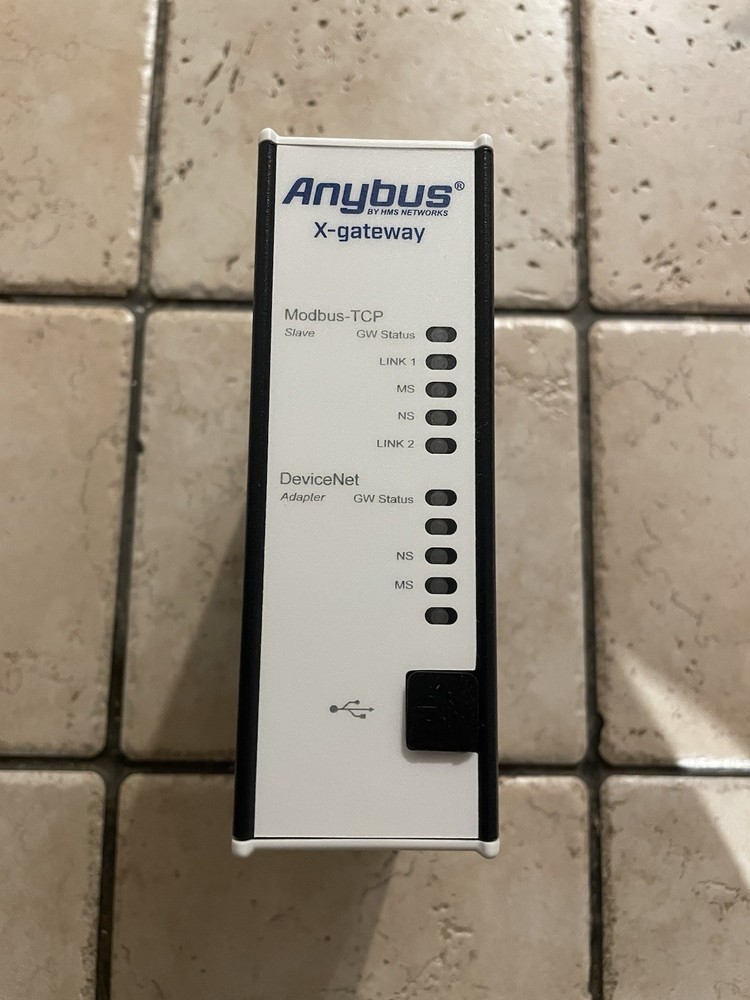 Anybus®
BY HMS NETWORKS
X-gateway
Modbus-TCP
Slave GW Status
LINK 1
MS
NS
LINK 2
DeviceNet
Adapter GW Status
NS
MS